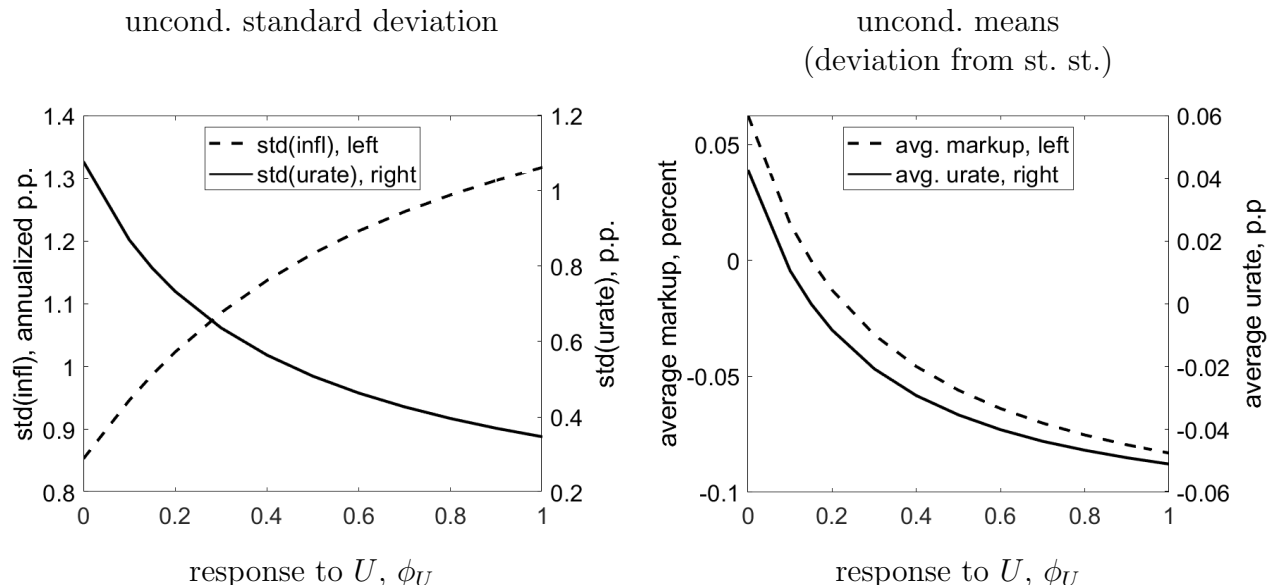 uncond. standard deviation
std(infl), annualized p.p.
1.4
1.3
1.2
1.1
1
0.9
0.8
std(infl), left
std(urate), right
1.2
1
0.8
0.6
0.4
0.2
std(urate), p.p.
0 0.2 0.4 0.6 0.8 1
response to U, ϕ_U
uncond. means
(deviation from st. st.)
average markup, percent
0.05
0
-0.05
-0.1
avg. markup, left
avg. urate, right
0.06
0.04
0.02
0
-0.02
-0.04
-0.06
average urate, p.p
0 0.2 0.4 0.6 0.8 1
response to U, ϕ_U